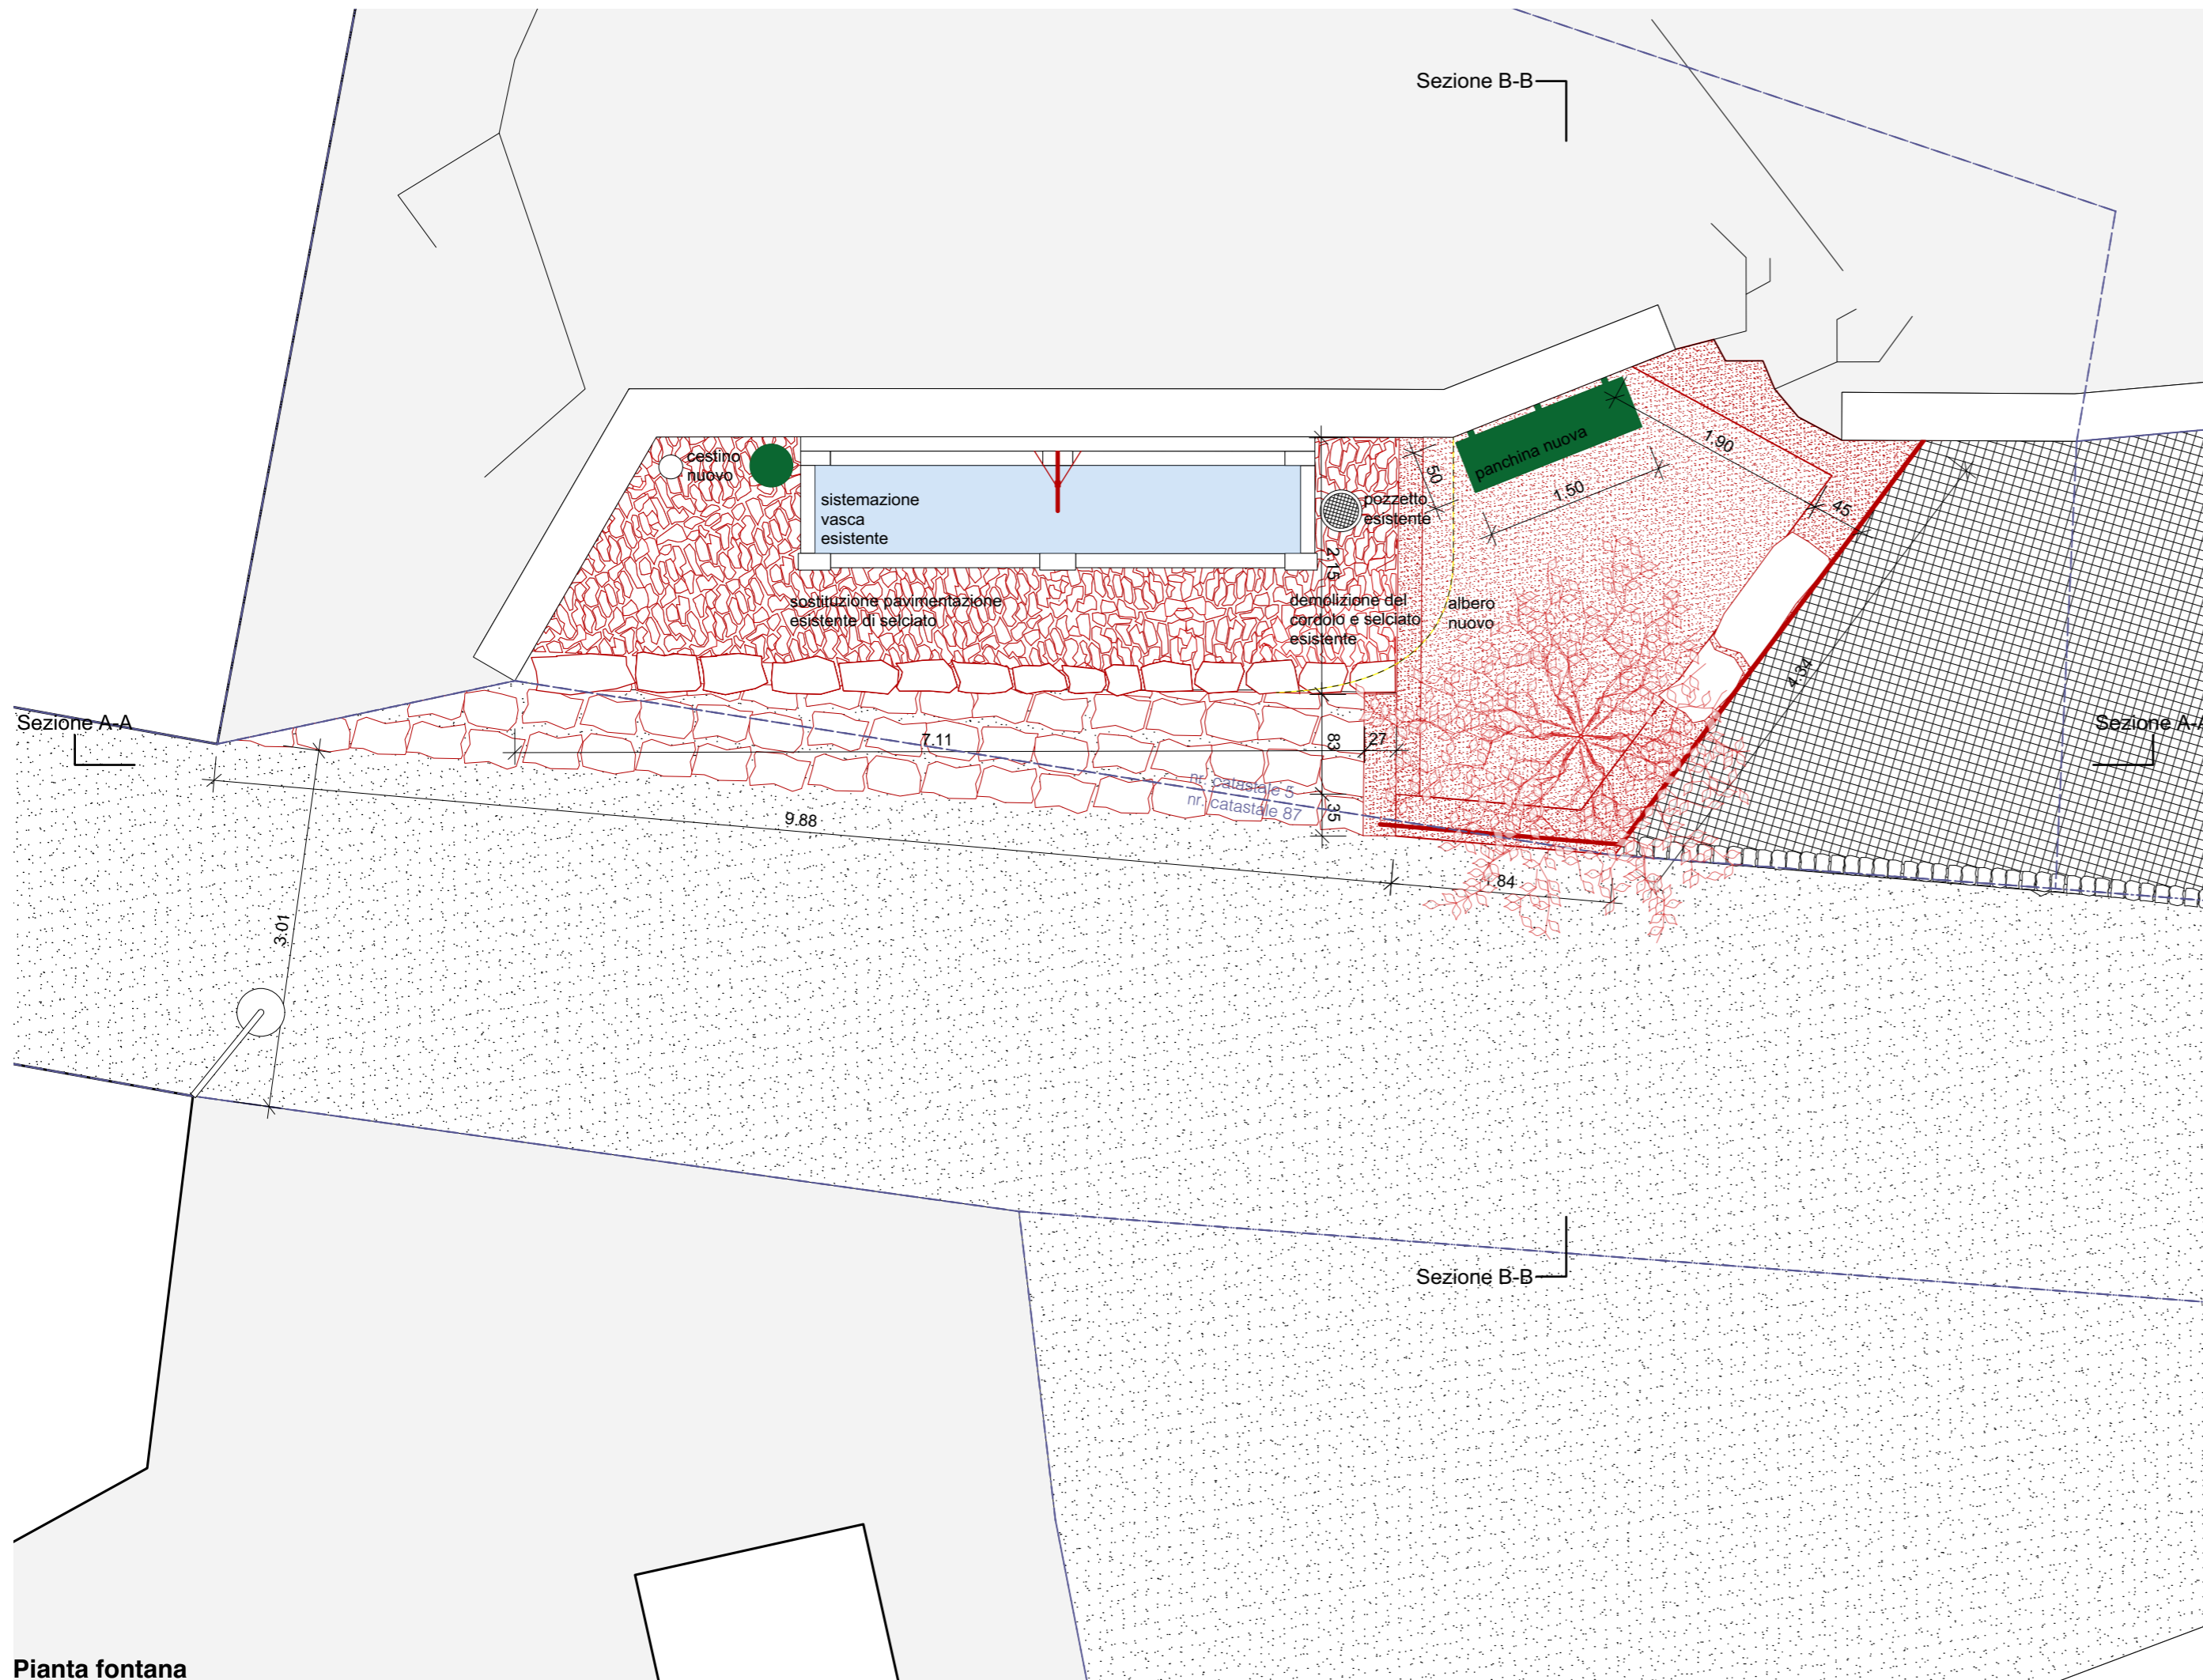 Sezione B-B
cestino
nuovo
panchina nuova
1.90
50
1.50
45
sistemazione
vasca
esistente
pozzetto
esistente
2.15
sostituzione pavimentazione
esistente di selciato
demolizione del
cordolo e selciato
esistente
albero
nuovo
4.34
Sezione A-A
Sezione A-A
7.11
83
27
nr. catastale 5
nr. catastale 87
35
9.88
.84
3.01
Sezione B-B
Pianta fontana